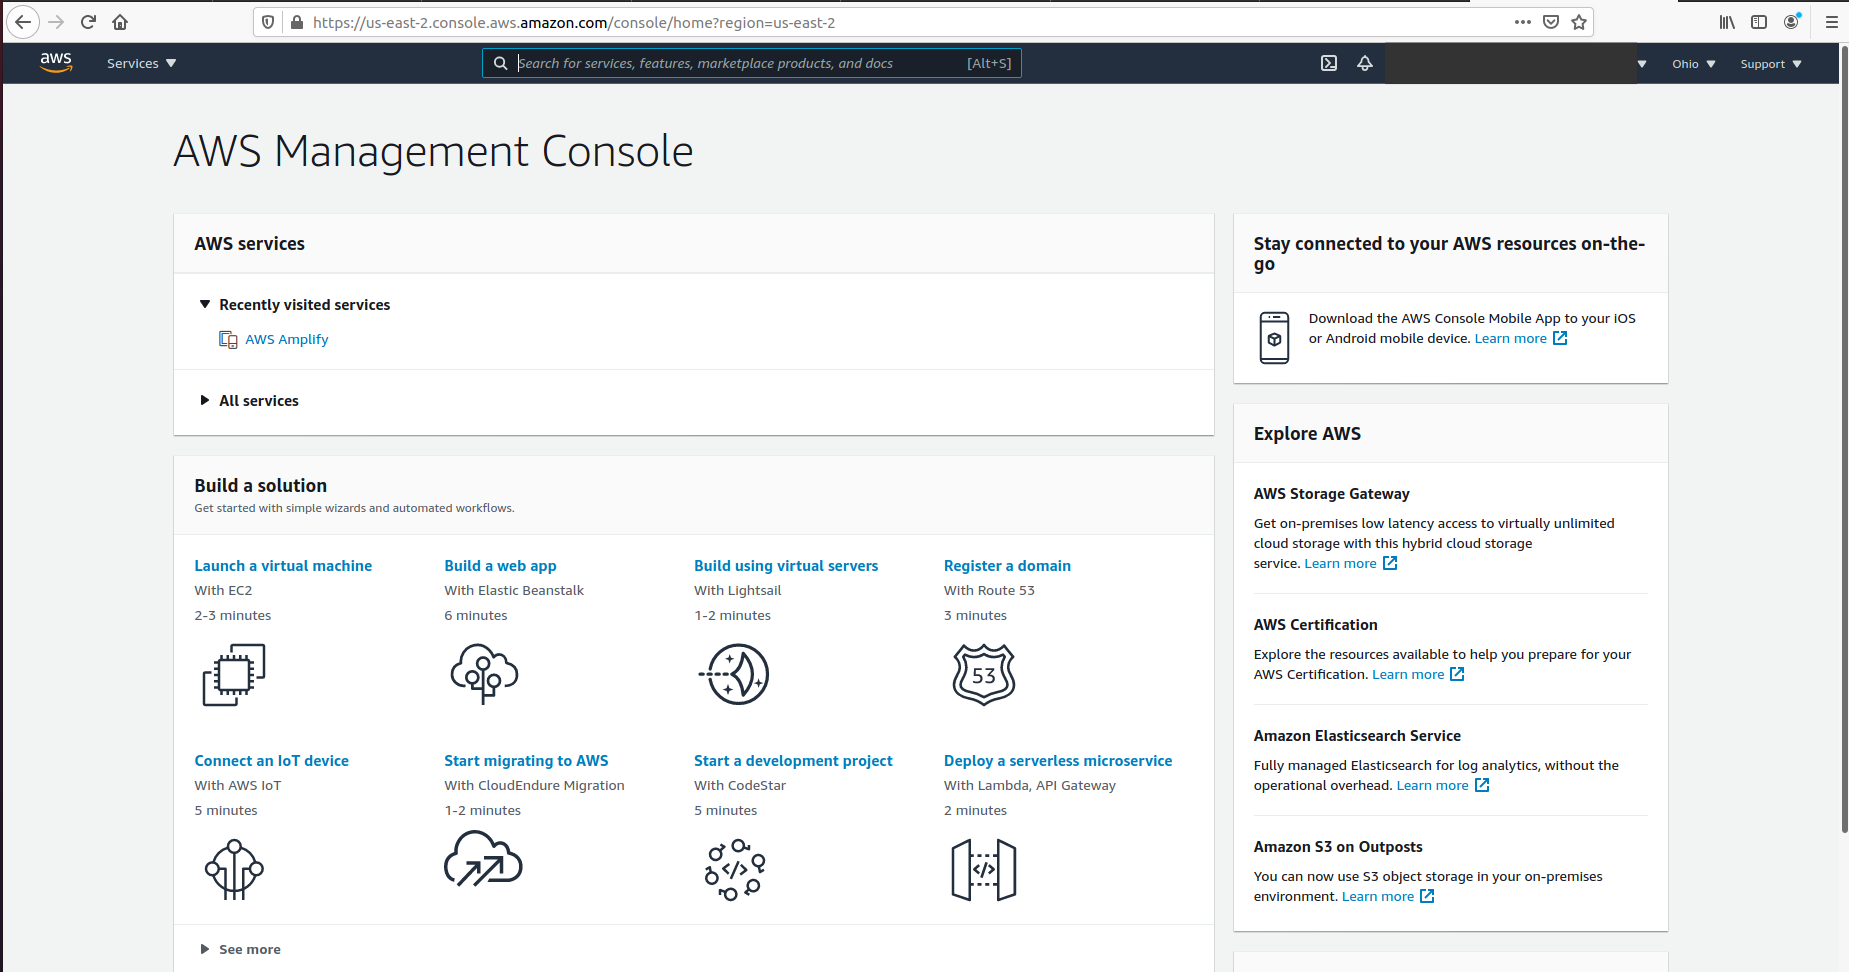 https://us-east-2.console.aws.amazon.com/console/home?region=us-east-2
aws
Services
Search for services, features, marketplace products, and docs
[Alt+S]
Ohio
Support
AWS Management Console
AWS services
Recently visited services
AWS Amplify
All services
Build a solution
Get started with simple wizards and automated workflows.
Launch a virtual machine
With EC2
2-3 minutes
Build a web app
With Elastic Beanstalk
6 minutes
Build using virtual servers
With Lightsail
1-2 minutes
Register a domain
With Route 53
3 minutes
53
Connect an IoT device
With AWS IoT
5 minutes
Start migrating to AWS
With CloudEndure Migration
1-2 minutes
Start a development project
With CodeStar
5 minutes
</>
Deploy a serverless microservice
With Lambda, API Gateway
2 minutes
</>
See more
Stay connected to your AWS resources on-the-
go
Download the AWS Console Mobile App to your iOS
or Android mobile device. Learn more
Explore AWS
AWS Storage Gateway
Get on-premises low latency access to virtually unlimited
cloud storage with this hybrid cloud storage
service. Learn more
AWS Certification
Explore the resources available to help you prepare for your
AWS Certification. Learn more
Amazon Elasticsearch Service
Fully managed Elasticsearch for log analytics, without the
operational overhead. Learn more
Amazon S3 on Outposts
You can now use S3 object storage in your on-premises
environment. Learn more